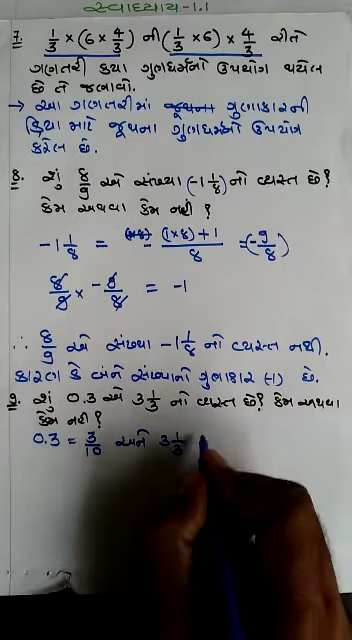 સ્વાધ્યાય - 1.1
7. 1/3 × (6 × 4/3) ની (1/3 × 6) × 4/3 રીતે
ગણતરી કયા ગુણધર્મનો ઉપયોગ થયેલ
છે તે જણાવો.
→ આ ગણતરીમાં ગુણાકારની
ક્રિયા માટે જૂથના ગુણધર્મનો ઉપયોગ
કરેલ છે.
8. શું 8/9 એ સંખ્યા (-1 1/8) નો વ્યસ્ત છે?
કેમ અથવા કેમ નહી?
-1 1/8 = - (1×8)+1/8 = (-9/8)
8/9 × -9/8 = -1
∴ 8/9 એ સંખ્યા -1 1/8 નો વ્યસ્ત નથી.
કારણ કે બંને સંખ્યાનો ગુણાકાર (-1) છે.
9. શું 0.3 એ 3 1/3 નો વ્યસ્ત છે? કેમ અથવા
કેમ નહી?
0.3 = 3/10 અને 3 1/3